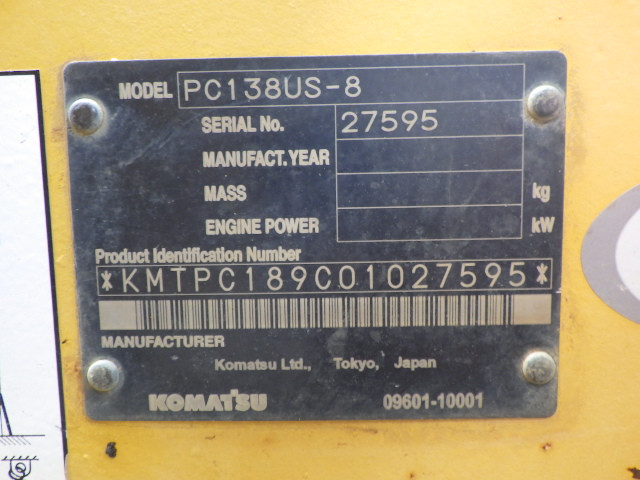 MODEL PC138US-8
SERIAL No. 27595
MANUFACT.YEAR
MASS kg
ENGINE POWER kW
Product Identification Number
*KMTPC189C01027595*
MANUFACTURER
Komatsu Ltd., Tokyo, Japan
KOMATSU 09601-10001